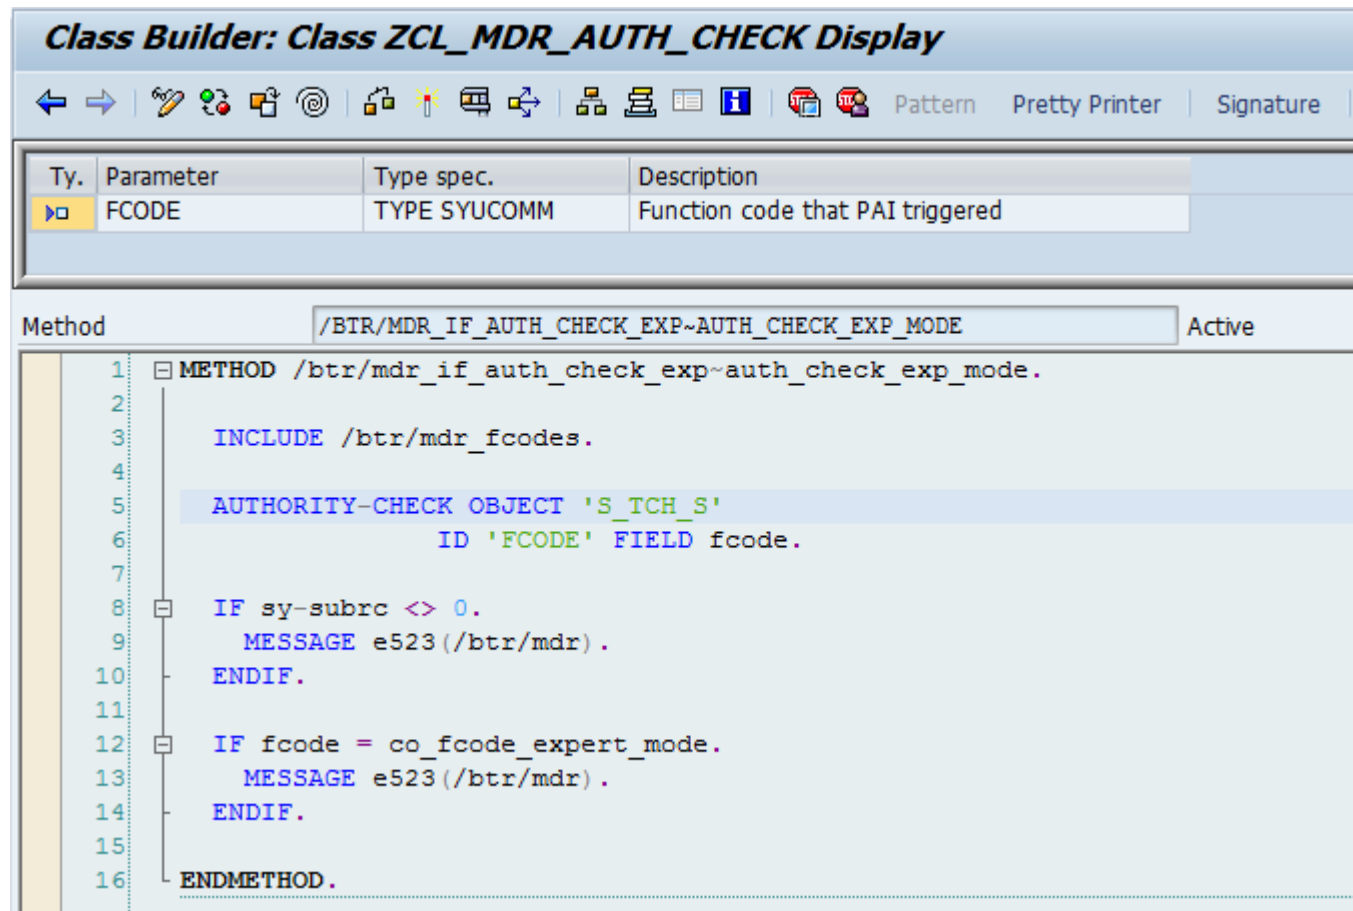 Class Builder: Class ZCL_MDR_AUTH_CHECK Display
Pattern Pretty Printer Signature
Ty. Parameter Type spec. Description
FCODE TYPE SYUCOMM Function code that PAI triggered
Method /BTR/MDR_IF_AUTH_CHECK_EXP~AUTH_CHECK_EXP_MODE Active
1 METHOD /btr/mdr_if_auth_check_exp~auth_check_exp_mode.
2
3 INCLUDE /btr/mdr_fcodes.
4
5 AUTHORITY-CHECK OBJECT 'S_TCH_S'
6 ID 'FCODE' FIELD fcode.
7
8 IF sy-subrc <> 0.
9 MESSAGE e523(/btr/mdr).
10 ENDIF.
11
12 IF fcode = co_fcode_expert_mode.
13 MESSAGE e523(/btr/mdr).
14 ENDIF.
15
16 ENDMETHOD.